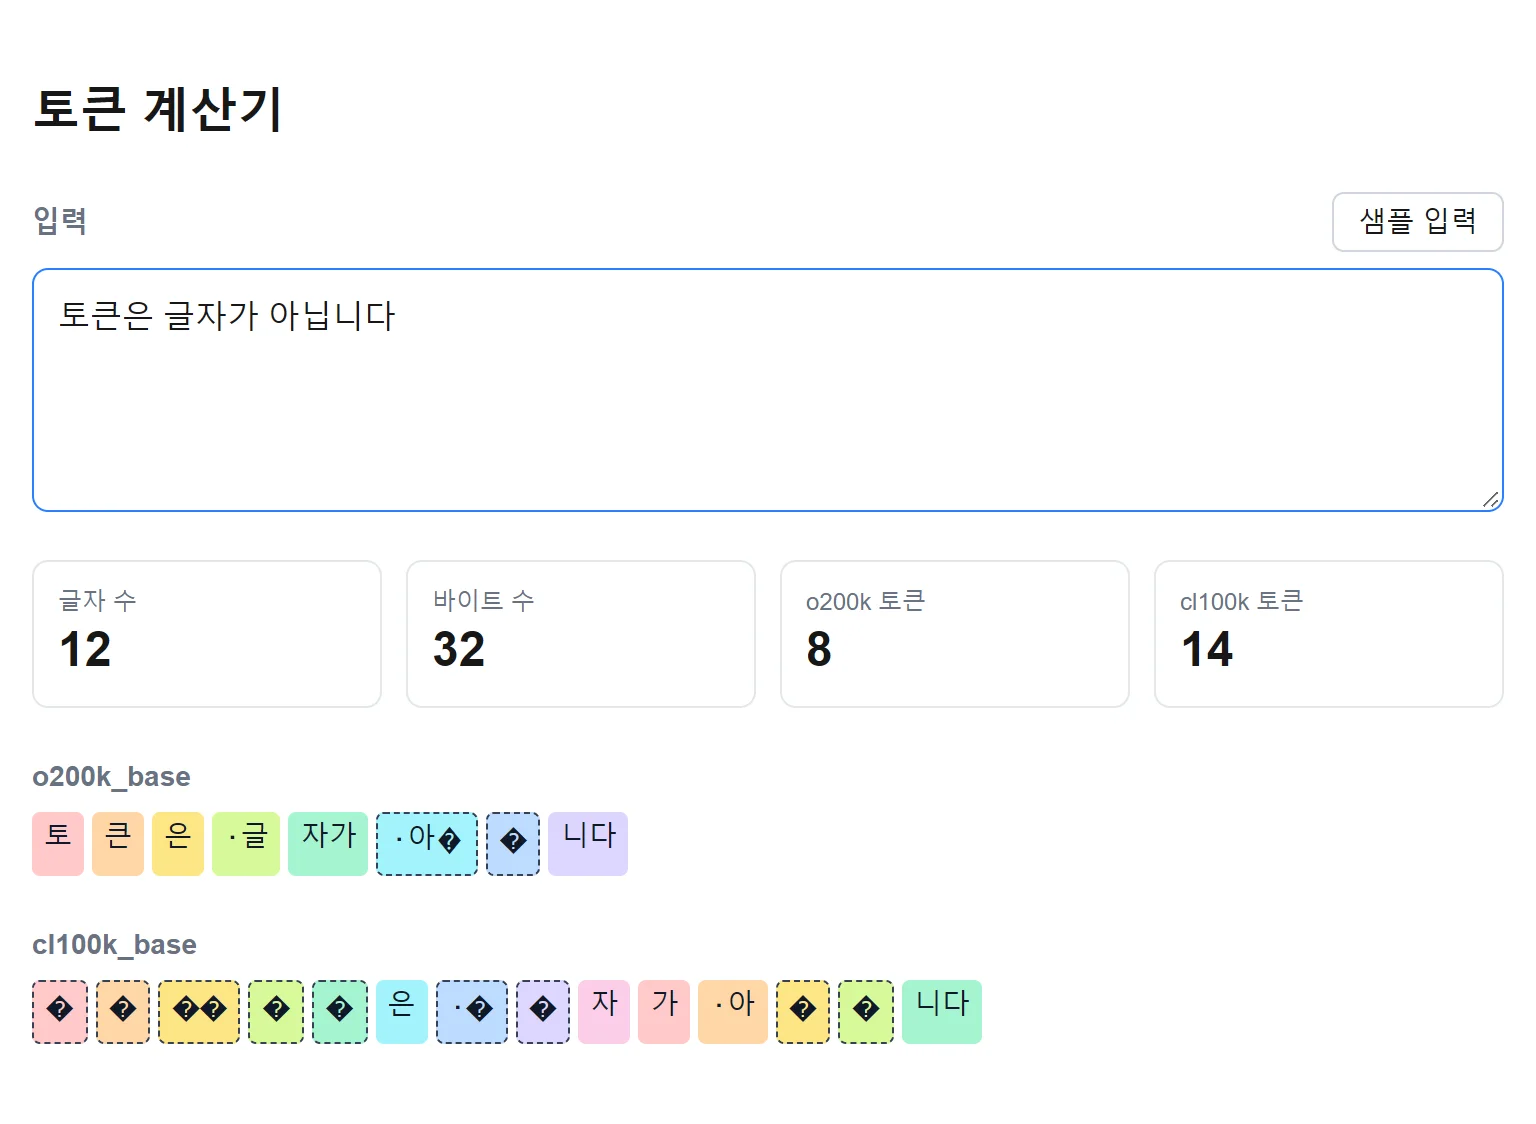 토큰 계산기
입력
샘플 입력
토큰은 글자가 아닙니다
글자 수
12
바이트 수
32
o200k 토큰
8
cl100k 토큰
14
o200k_base
토 큰 은 ·글 자가 ·아� � 니다
cl100k_base
� � �� � � 은 ·� � 자 가 ·아 � � 니다